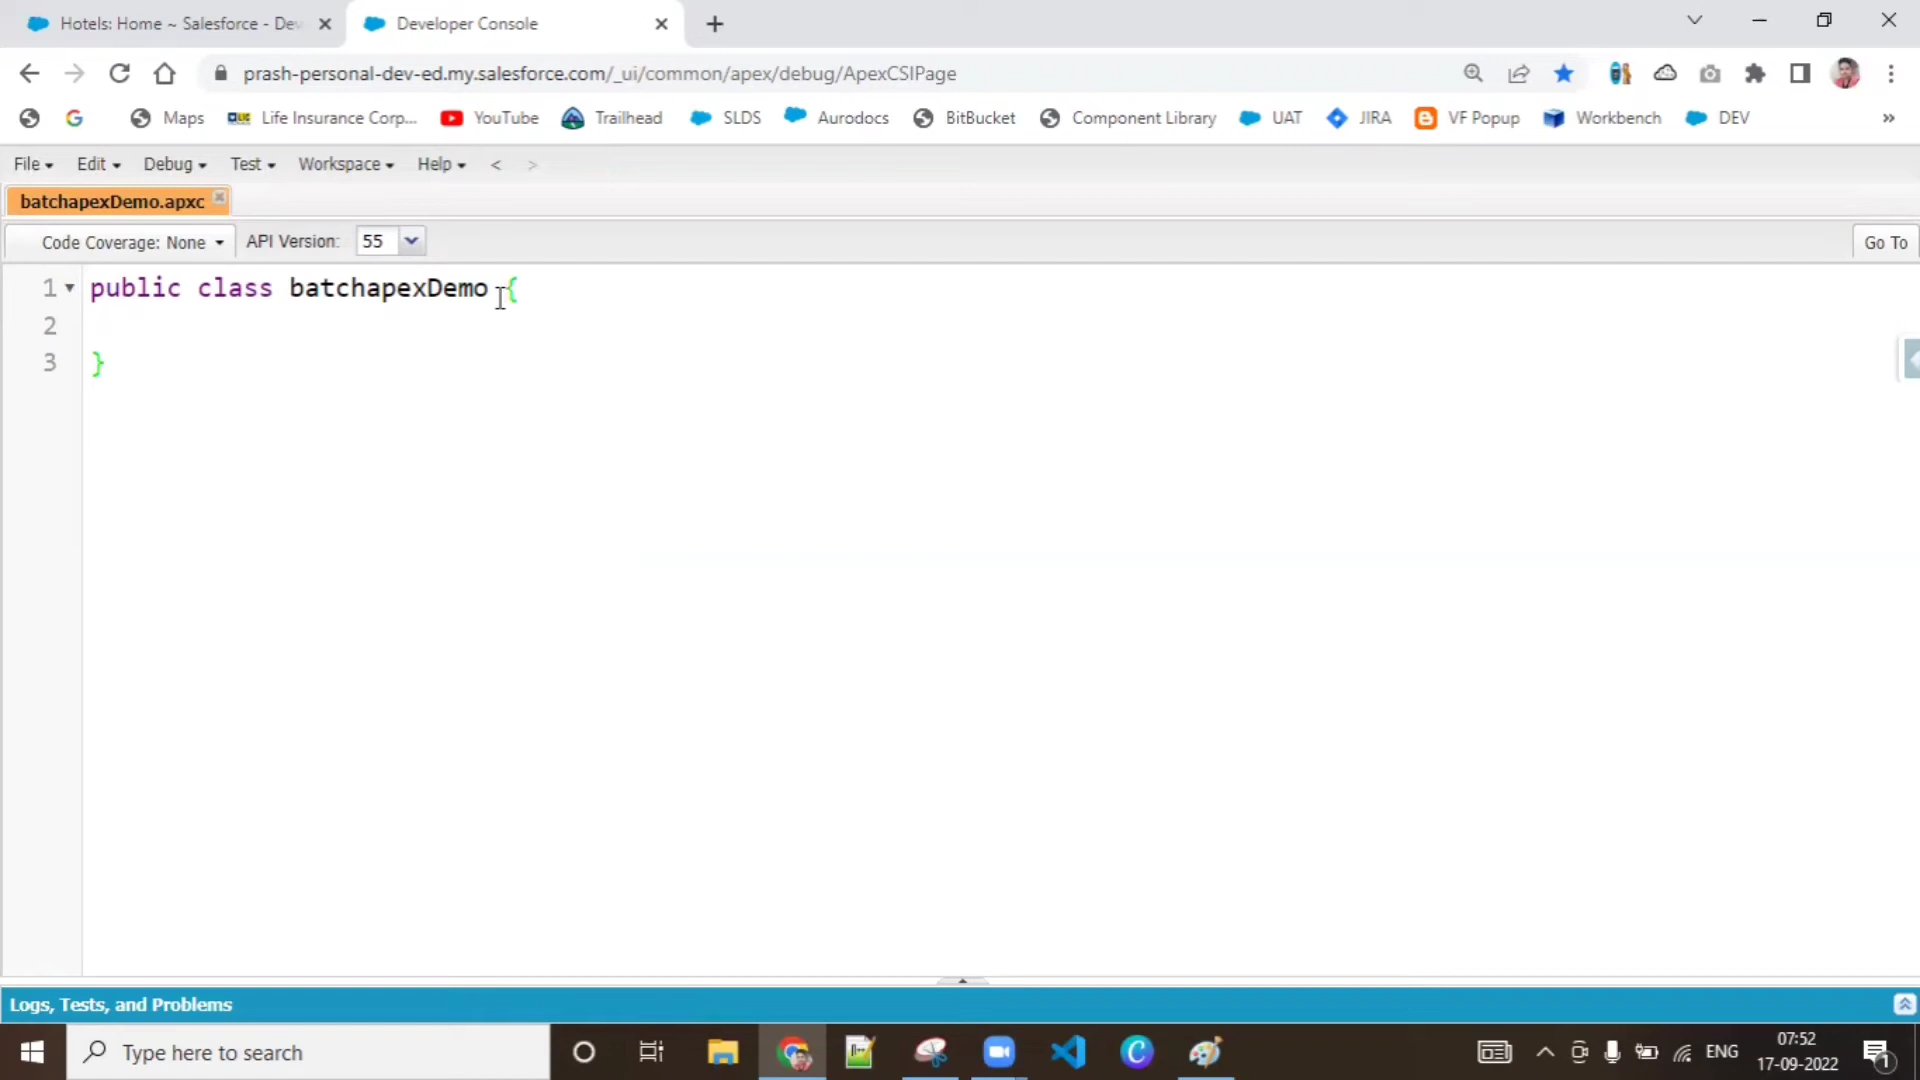 Hotels: Home ~ Salesforce - Dev
Developer Console
prash-personal-dev-ed.my.salesforce.com/_ui/common/apex/debug/ApexCSIPage
Maps
Life Insurance Corp...
YouTube
Trailhead
SLDS
Aurodocs
BitBucket
Component Library
UAT
JIRA
VF Popup
Workbench
DEV
»
File
Edit
Debug
Test
Workspace
Help
<
>
batchapexDemo.apxc
Code Coverage: None
API Version:
55
Go To
1 public class batchapexDemo {
2
3 }
Logs, Tests, and Problems
Type here to search
ENG
07:52
17-09-2022
1